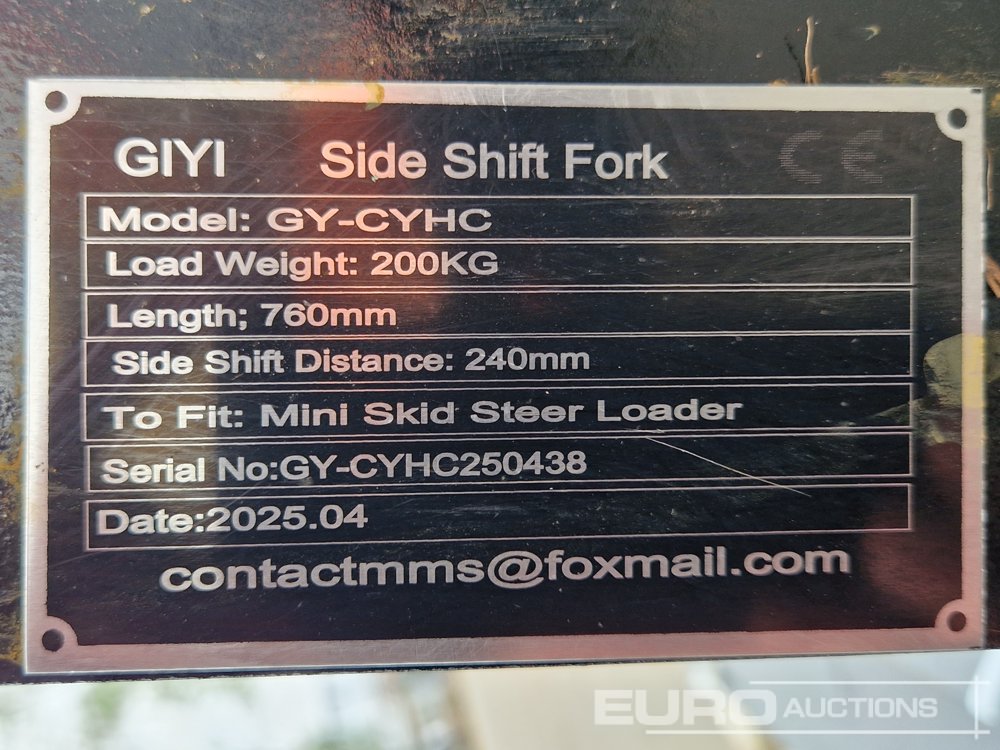 GIYI Side Shift Fork CE
Model: GY-CYHC
Load Weight: 200KG
Length; 760mm
Side Shift Distance: 240mm
To Fit: Mini Skid Steer Loader
Serial No:GY-CYHC250438
Date:2025.04
contactmms@foxmail.com
EURO AUCTIONS